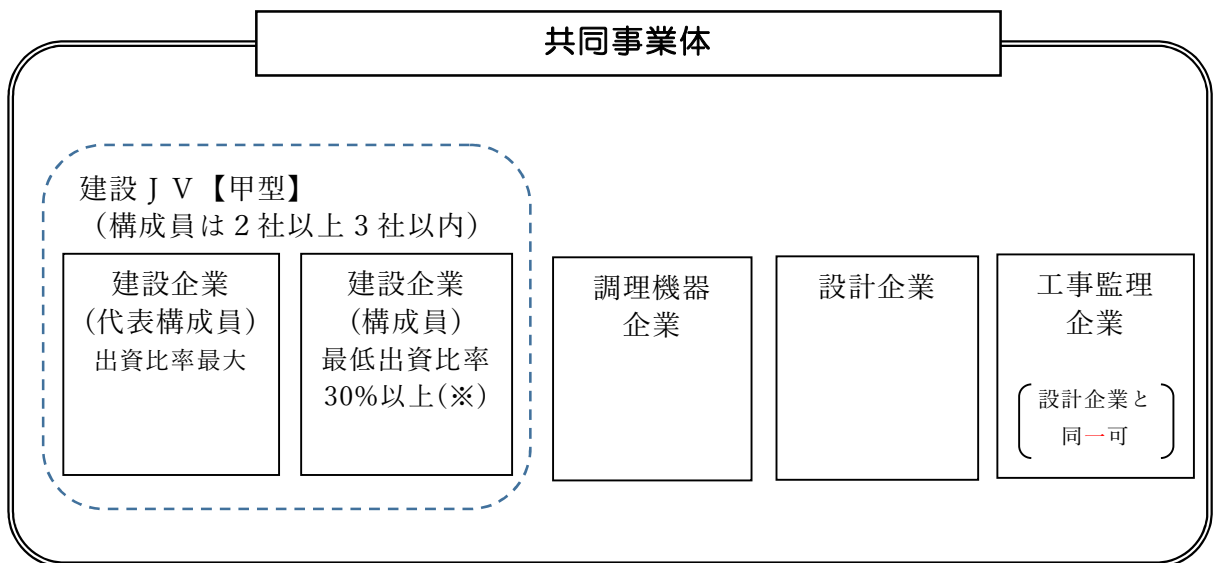 共同事業体
建設JV【甲型】
（構成員は2社以上3社以内）
建設企業
(代表構成員)
出資比率最大
建設企業
(構成員)
最低出資比率
30%以上(※)
調理機器
企業
設計企業
工事監理
企業
設計企業と
同一可